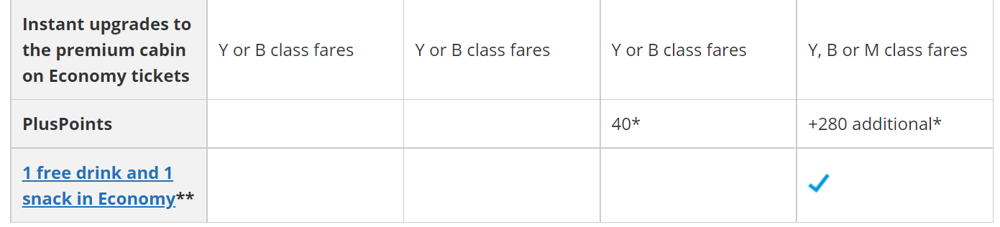 Instant upgrades to
the premium cabin
on Economy tickets
Y or B class fares
Y or B class fares
Y or B class fares
Y, B or M class fares
PlusPoints
40*
+280 additional*
1 free drink and 1
snack in Economy**